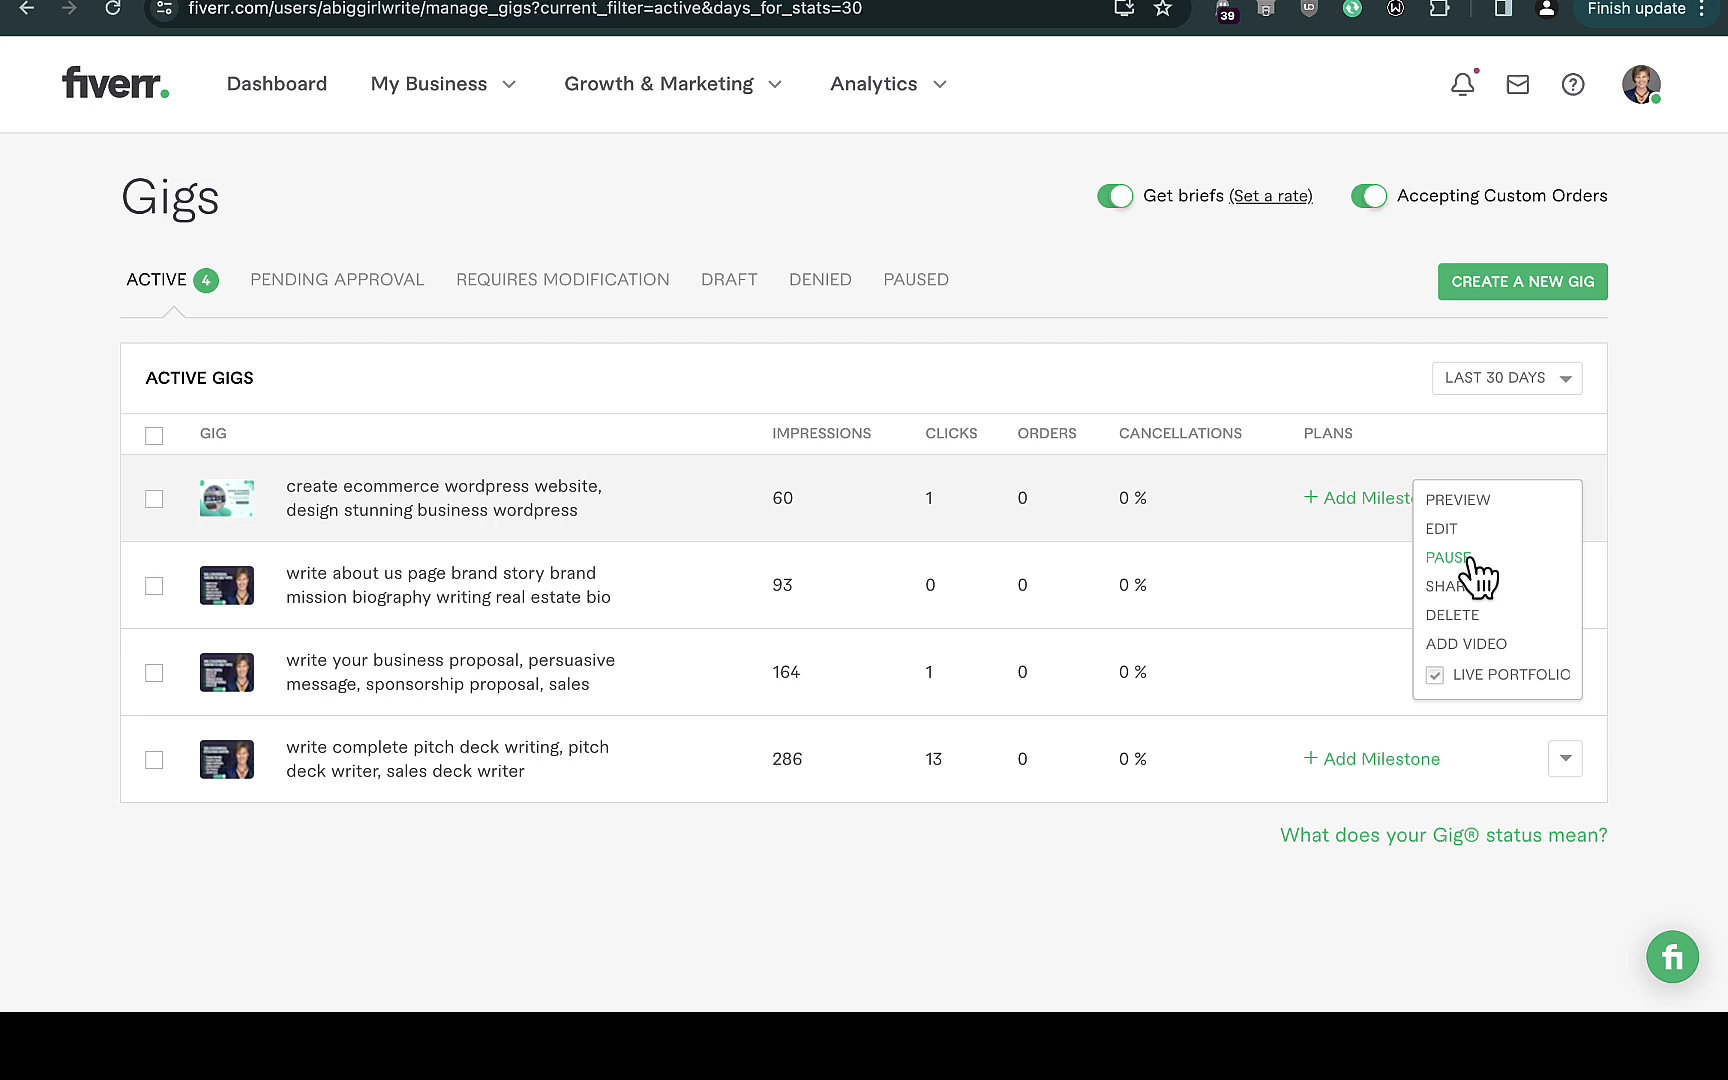 fiverr.com/users/abiggirlwrite/manage_gigs?current_filter=active&days_for_stats=30
39
Finish update
fiverr.
Dashboard
My Business
Growth & Marketing
Analytics
Gigs
Get briefs (Set a rate)
Accepting Custom Orders
ACTIVE 4
PENDING APPROVAL
REQUIRES MODIFICATION
DRAFT
DENIED
PAUSED
CREATE A NEW GIG
ACTIVE GIGS
LAST 30 DAYS
GIG
IMPRESSIONS
CLICKS
ORDERS
CANCELLATIONS
PLANS
create ecommerce wordpress website,
design stunning business wordpress
60
1
0
0 %
+ Add Milest
PREVIEW
EDIT
PAUSE
SHAR
DELETE
ADD VIDEO
LIVE PORTFOLIO
write about us page brand story brand
mission biography writing real estate bio
93
0
0
0 %
write your business proposal, persuasive
message, sponsorship proposal, sales
164
1
0
0 %
write complete pitch deck writing, pitch
deck writer, sales deck writer
286
13
0
0 %
+ Add Milestone
What does your Gig® status mean?
fi